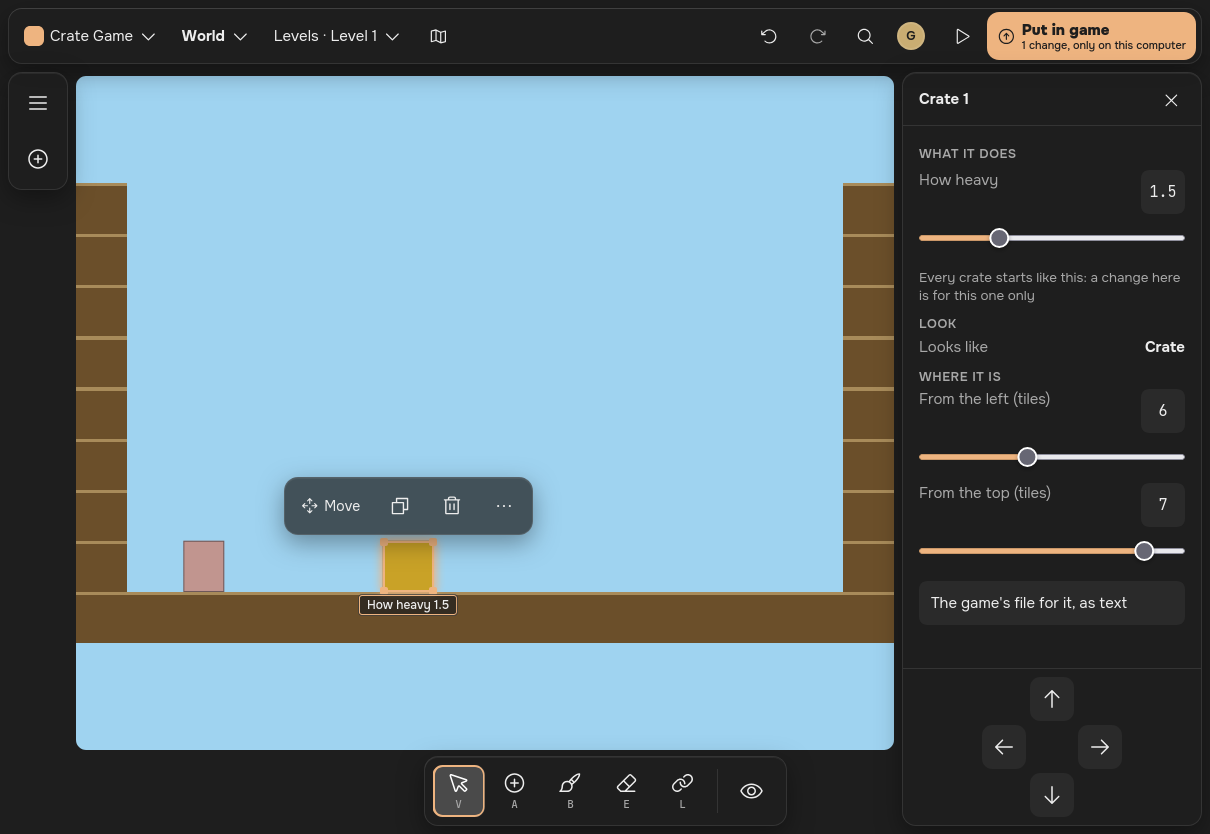 Crate Game
World
Levels · Level 1
G
Put in game
1 change, only on this computer
Crate 1
WHAT IT DOES
How heavy
1.5
Every crate starts like this: a change here
is for this one only
LOOK
Looks like
Crate
WHERE IT IS
From the left (tiles)
6
From the top (tiles)
7
The game's file for it, as text
Move
How heavy 1.5
V
A
B
E
L